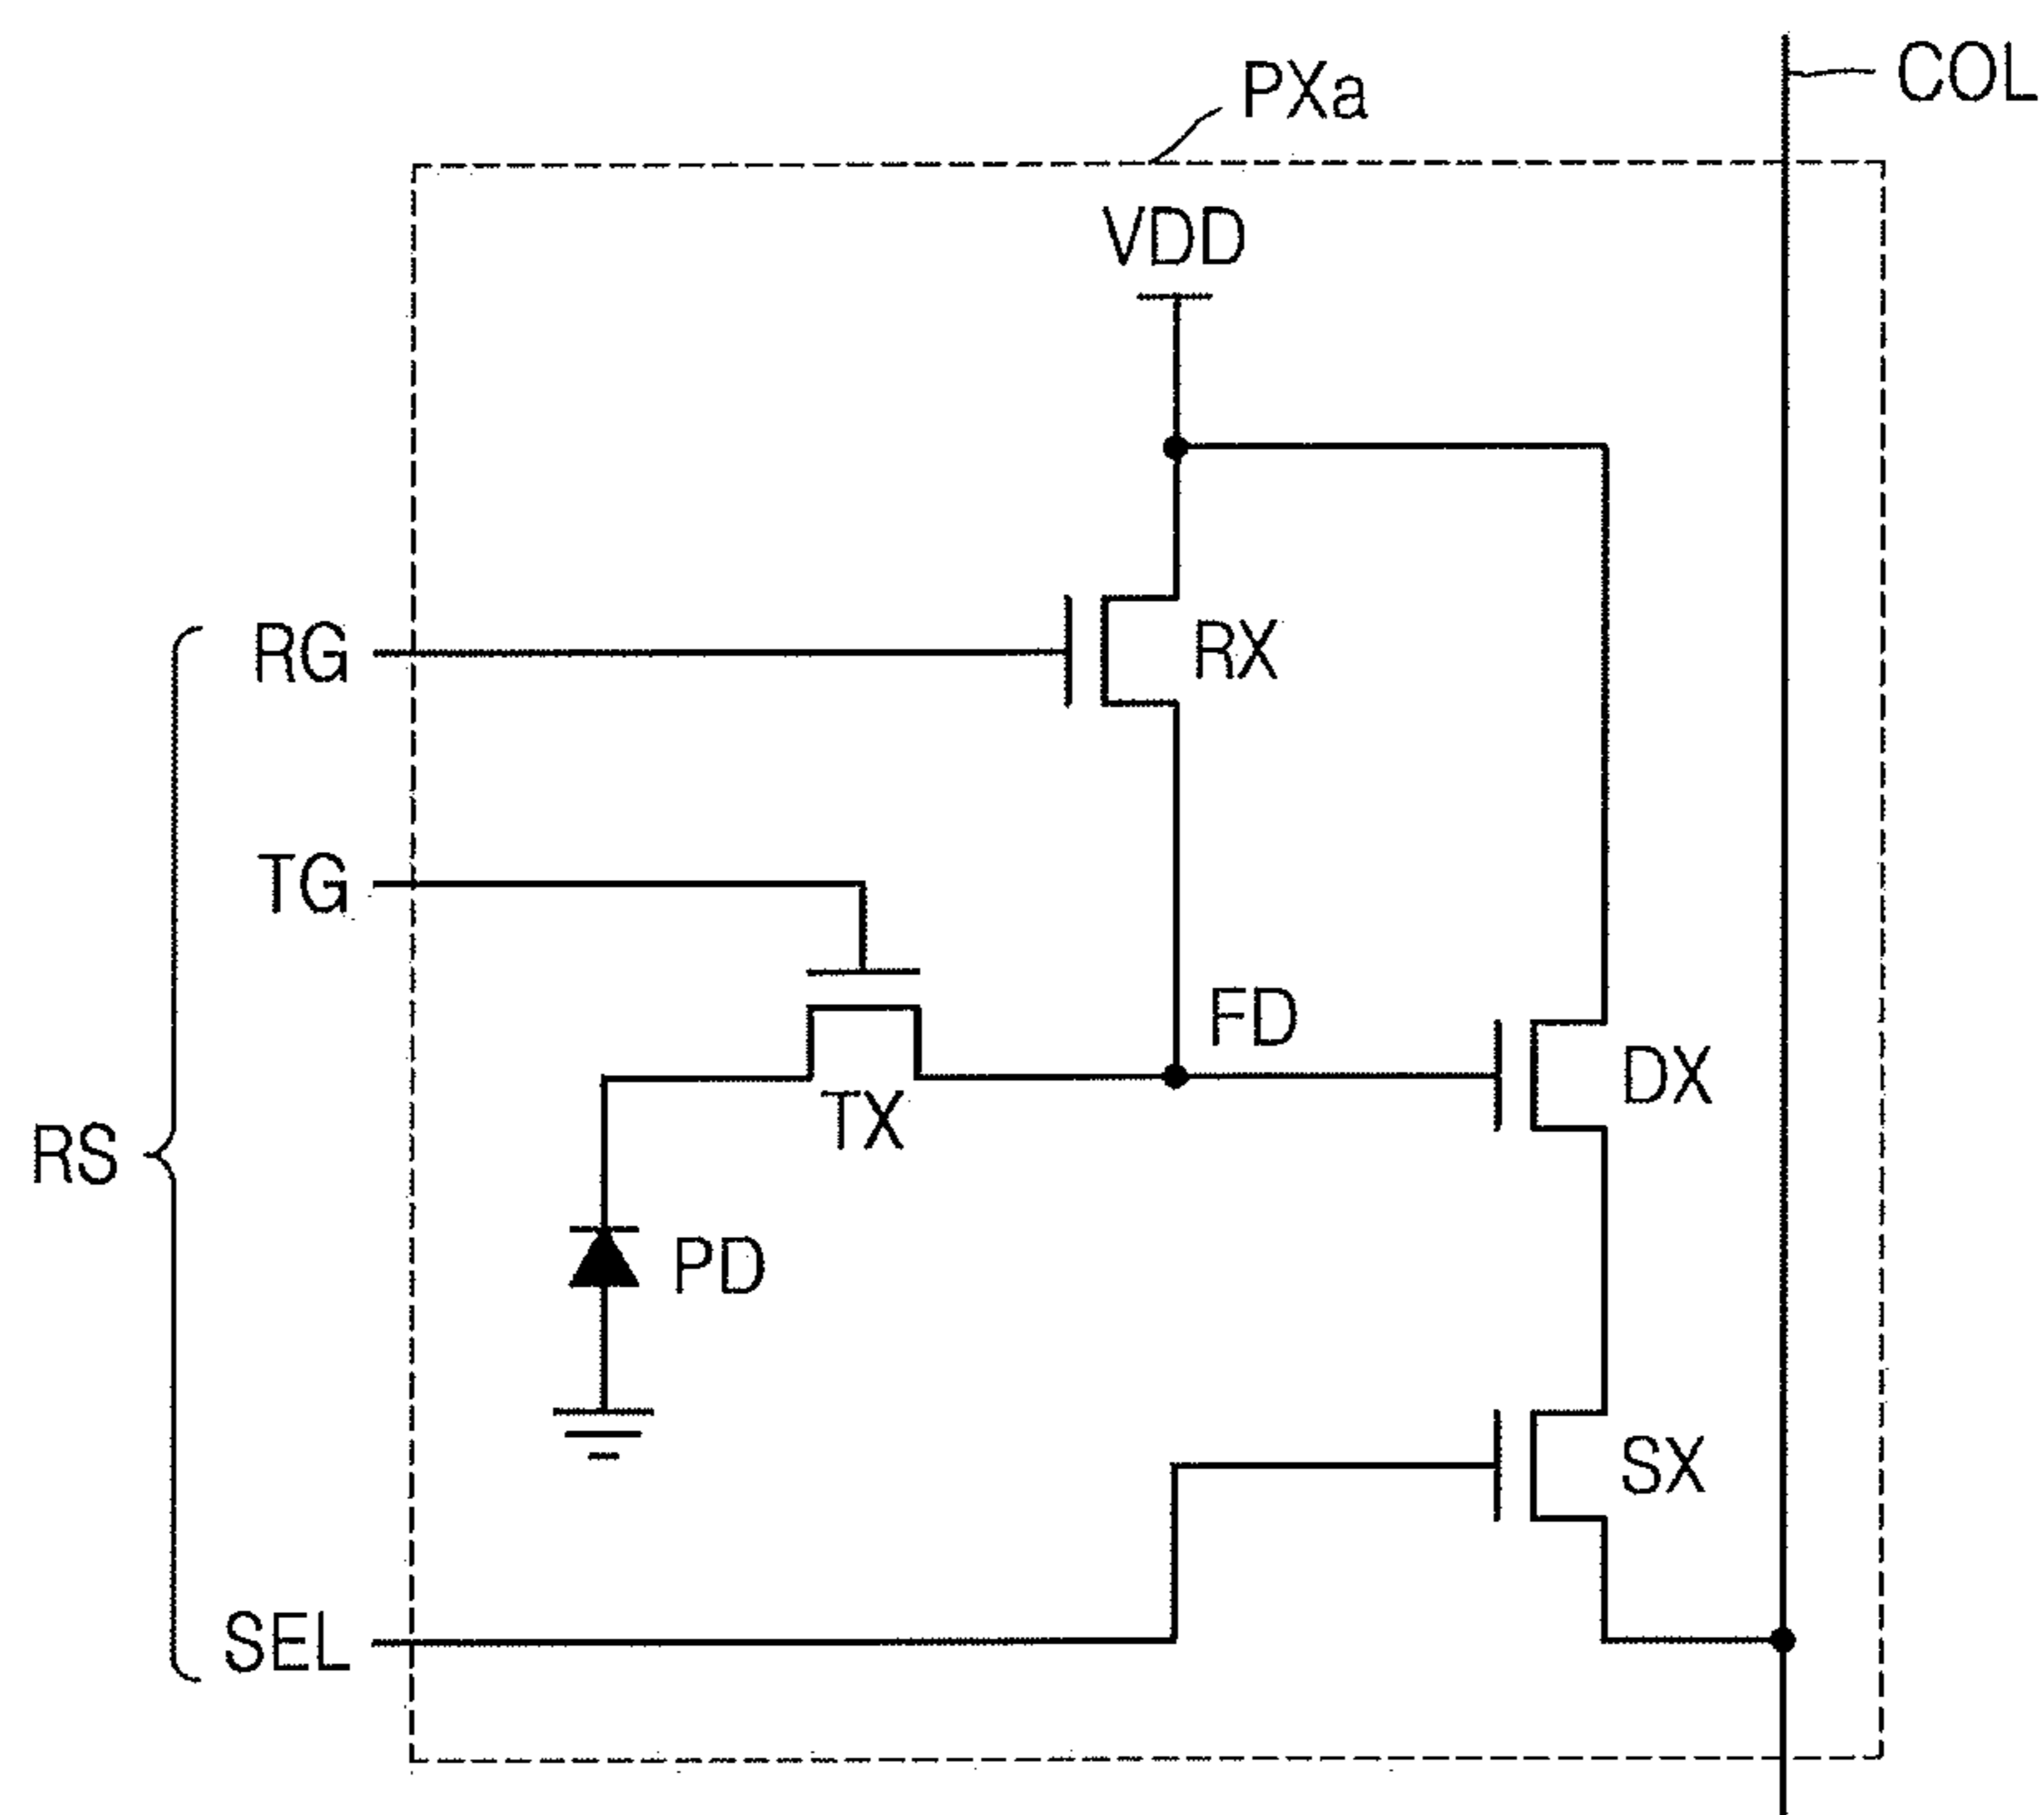 COL
PXa
VDD
RG
RX
TG
FD
DX
TX
RS
PD
SX
SEL